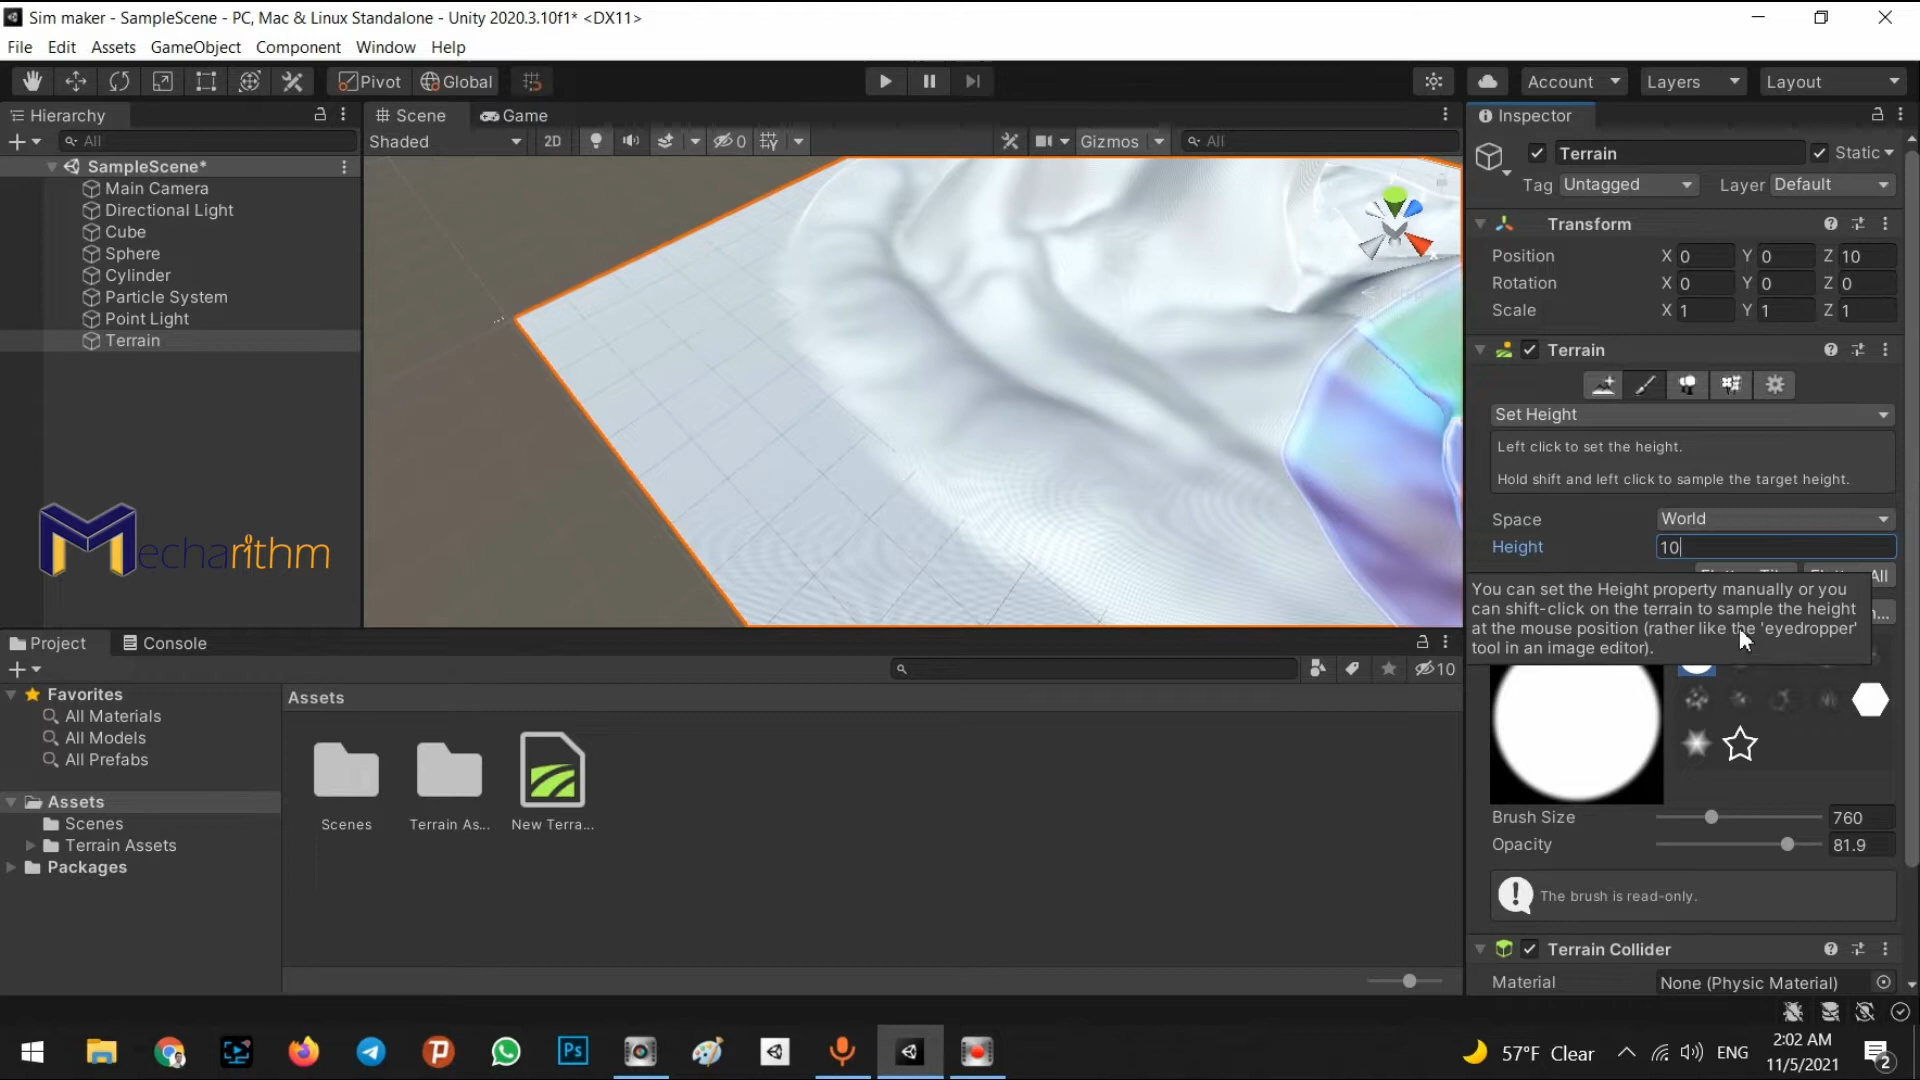 Sim maker - SampleScene - PC, Mac & Linux Standalone - Unity 2020.3.10f1* <DX11>
File Edit Assets GameObject Component Window Help
Pivot Global Account Layers Layout
Hierarchy
All
SampleScene*
Main Camera
Directional Light
Cube
Sphere
Cylinder
Particle System
Point Light
Terrain
Mecharithm
Scene Game
Shaded 2D 0 Gizmos All
Inspector
Terrain Static
Tag Untagged Layer Default
Transform
Position X 0 Y 0 Z 10
Rotation X 0 Y 0 Z 0
Scale X 1 Y 1 Z 1
Terrain
Set Height
Left click to set the height.
Hold shift and left click to sample the target height.
Space World
Height 10
You can set the Height property manually or you
can shift-click on the terrain to sample the height
at the mouse position (rather like the 'eyedropper'
tool in an image editor).
Brush Size 760
Opacity 81.9
The brush is read-only.
Terrain Collider
Material None (Physic Material)
Project Console
10
Favorites
All Materials
All Models
All Prefabs
Assets
Scenes
Terrain Assets
Packages
Assets
Scenes Terrain As... New Terra...
Ps
57°F Clear ENG
2:02 AM
11/5/2021
2